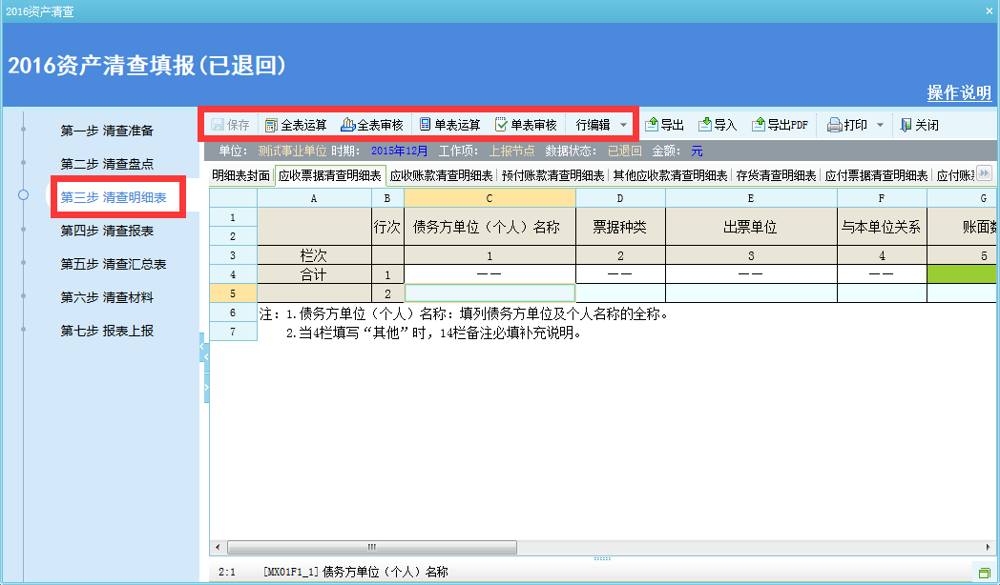 2016资产清查
2016资产清查填报(已退回)
操作说明
保存 全表运算 全表审核 单表运算 单表审核 行编辑 导出 导入 导出PDF 打印 关闭
单位： 测试事业单位 时期： 2015年12月 工作项： 上报节点 数据状态： 已退回 金额： 元
明细表封面 应收票据清查明细表 应收账款清查明细表 预付账款清查明细表 其他应收款清查明细表 存货清查明细表 应付票据清查明细表 应付账
第一步 清查准备
第二步 清查盘点
第三步 清查明细表
第四步 清查报表
第五步 清查汇总表
第六步 清查材料
第七步 报表上报
A B C D E F G
1
2
行次 债务方单位（个人）名称 票据种类 出票单位 与本单位关系 账面数
3 栏次 1 2 3 4 5
4 合计 1 —— —— —— ——
5 2
6 注：1.债务方单位（个人）名称：填列债务方单位及个人名称的全称。
7 2.当4栏填写“其他”时，14栏备注必填补充说明。
2:1 [MX01F1_1]债务方单位（个人）名称